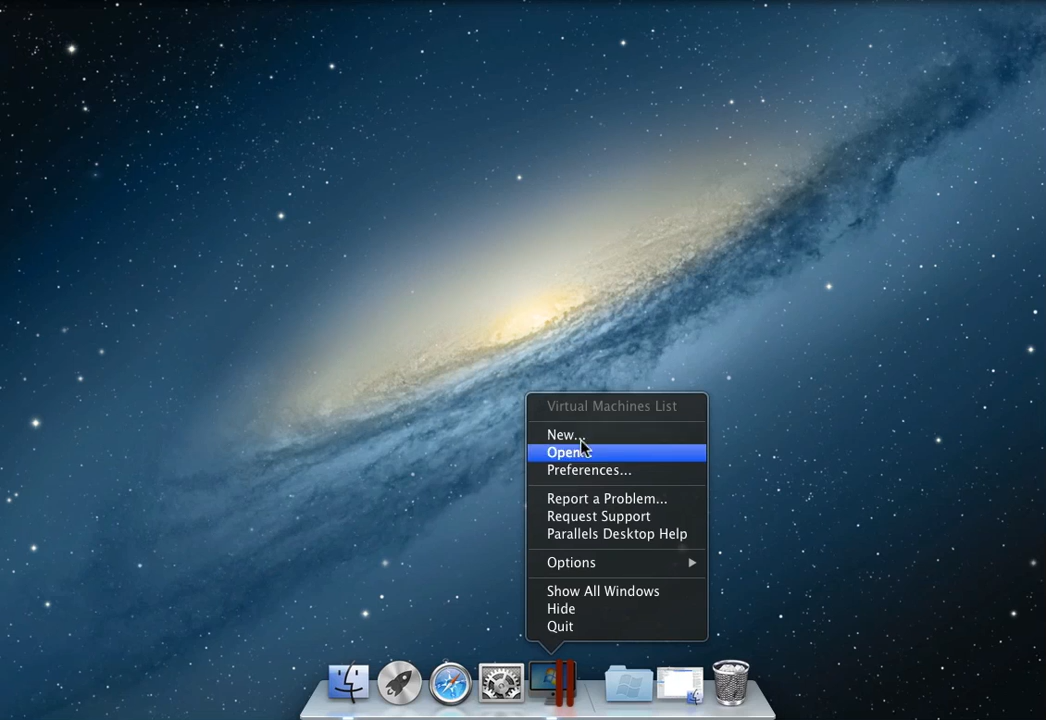 Virtual Machines List
New...
Open...
Preferences...
Report a Problem...
Request Support
Parallels Desktop Help
Options
Show All Windows
Hide
Quit